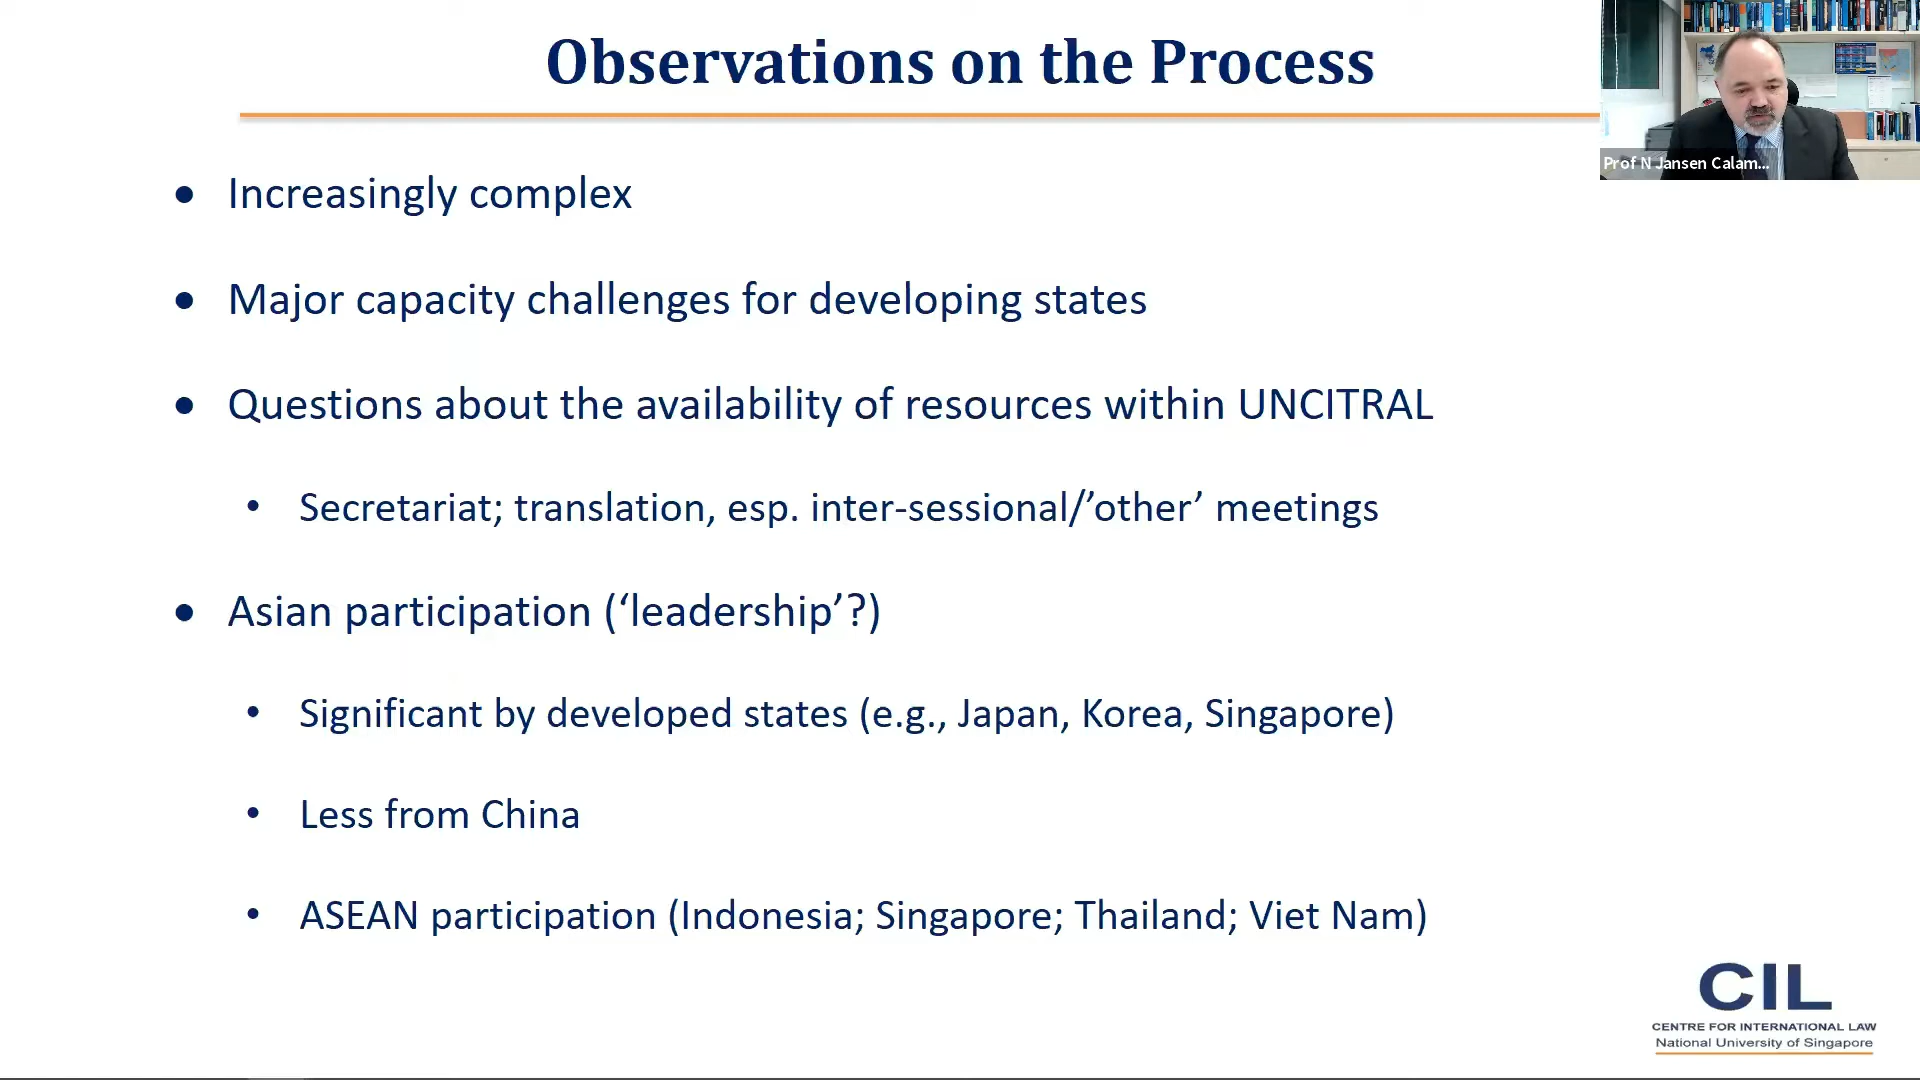 Observations on the Process
Prof N Jansen Calam...
● Increasingly complex
● Major capacity challenges for developing states
● Questions about the availability of resources within UNCITRAL
• Secretariat; translation, esp. inter-sessional/’other’ meetings
● Asian participation (‘leadership’?)
• Significant by developed states (e.g., Japan, Korea, Singapore)
• Less from China
• ASEAN participation (Indonesia; Singapore; Thailand; Viet Nam)
CIL
CENTRE FOR INTERNATIONAL LAW
National University of Singapore